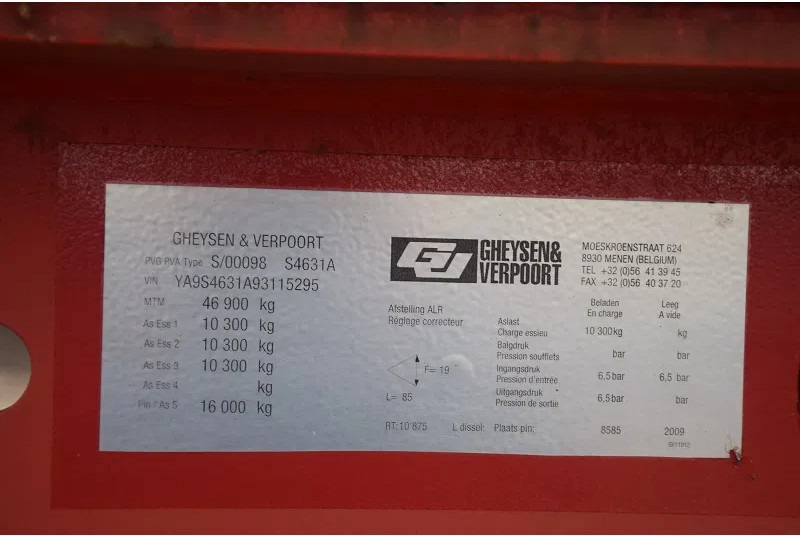 GHEYSEN & VERPOORT
PVG PVA Type S/00098 S4631A
VIN YA9S4631A93115295
MTM 46 900 kg
As Ess 1 10 300 kg
As Ess 2 10 300 kg
As Ess 3 10 300 kg
As Ess 4 kg
Pin / As 5 16 000 kg
GV GHEYSEN&
VERPOORT
MOESKROENSTRAAT 624
8930 MENEN (BELGIUM)
TEL +32 (0)56 41 39 45
FAX +32 (0)56 40 37 20
Afstelling ALR
Réglage correcteur
F= 19
L= 85
Beladen Leeg
En charge A vide
Aslast
Charge essieu 10 300kg kg
Balgdruk
Pression soufflets bar bar
Ingangsdruk
Pression d'entrée 6,5 bar 6,5 bar
Uitgangsdruk
Pression de sortie 6,5 bar bar
RT: 10 875 L dissel: Plaats pin: 8585 2009